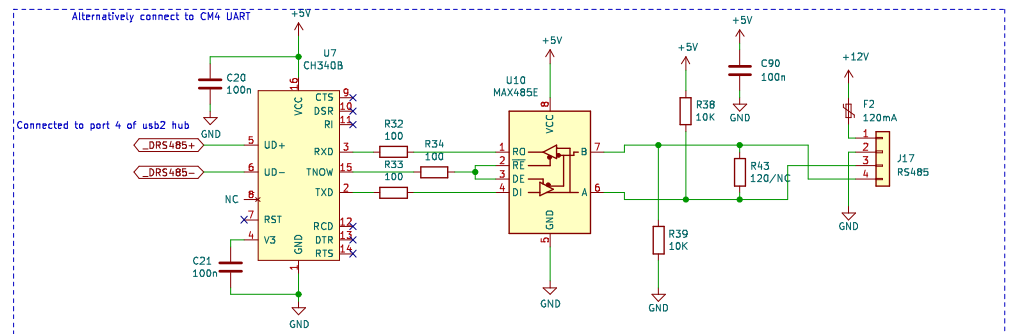 Alternatively connect to CM4 UART
+5V
U7
CH340B
C20
100n
GND
Connected to port 4 of usb2 hub
_DRS485+
_DRS485-
NC
16
VCC
5
UD+
6
UD-
8
7
RST
4
V3
GND
1
CTS
9
DSR
10
RI
11
RXD
3
TNOW
15
TXD
2
RCD
12
DTR
13
RTS
14
C21
100n
GND
R32
100
R33
100
R34
100
+5V
U10
MAX485E
8
VCC
1
RO
2
RE
3
DE
4
DI
B
7
A
6
GND
5
GND
+5V
R38
10K
R39
10K
GND
+5V
C90
100n
GND
R43
120/NC
+12V
F2
120mA
1
2
3
4
J17
RS485
GND